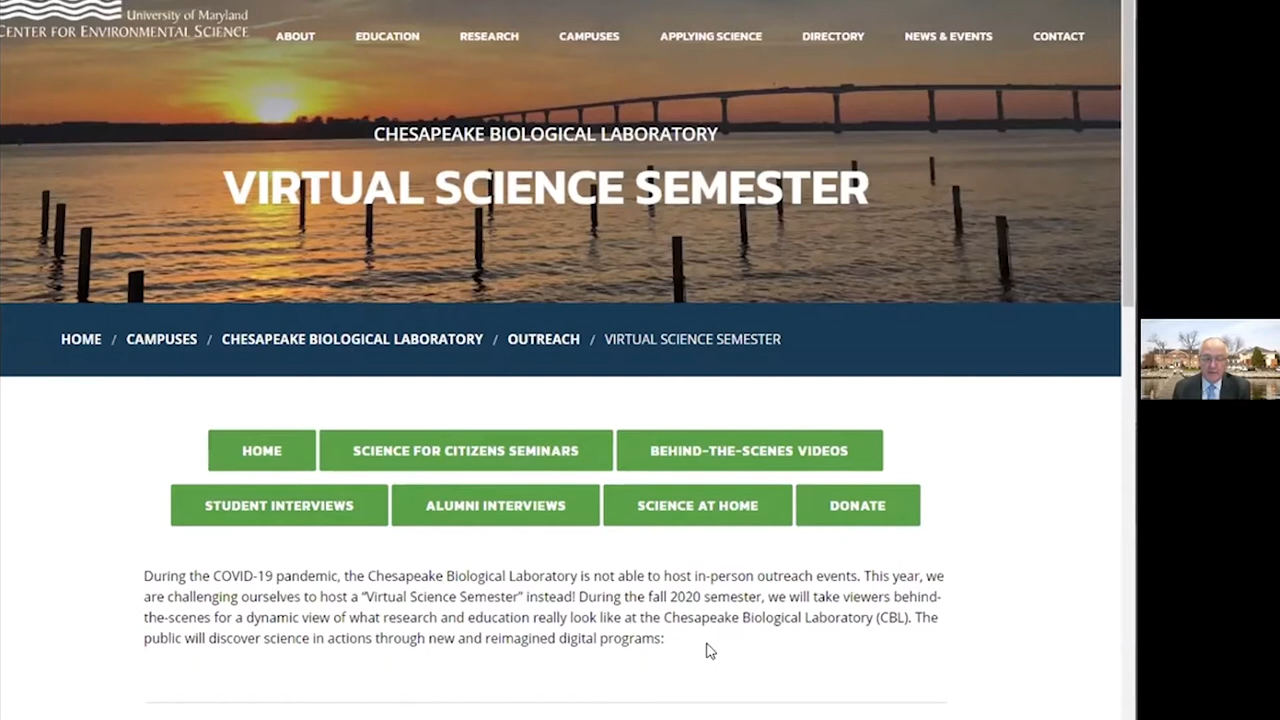 University of Maryland
CENTER FOR ENVIRONMENTAL SCIENCE
ABOUT
EDUCATION
RESEARCH
CAMPUSES
APPLYING SCIENCE
DIRECTORY
NEWS & EVENTS
CONTACT
CHESAPEAKE BIOLOGICAL LABORATORY
VIRTUAL SCIENCE SEMESTER
HOME / CAMPUSES / CHESAPEAKE BIOLOGICAL LABORATORY / OUTREACH / VIRTUAL SCIENCE SEMESTER
HOME
SCIENCE FOR CITIZENS SEMINARS
BEHIND-THE-SCENES VIDEOS
STUDENT INTERVIEWS
ALUMNI INTERVIEWS
SCIENCE AT HOME
DONATE
During the COVID-19 pandemic, the Chesapeake Biological Laboratory is not able to host in-person outreach events. This year, we
are challenging ourselves to host a “Virtual Science Semester” instead! During the fall 2020 semester, we will take viewers behind-
the-scenes for a dynamic view of what research and education really look like at the Chesapeake Biological Laboratory (CBL). The
public will discover science in actions through new and reimagined digital programs: